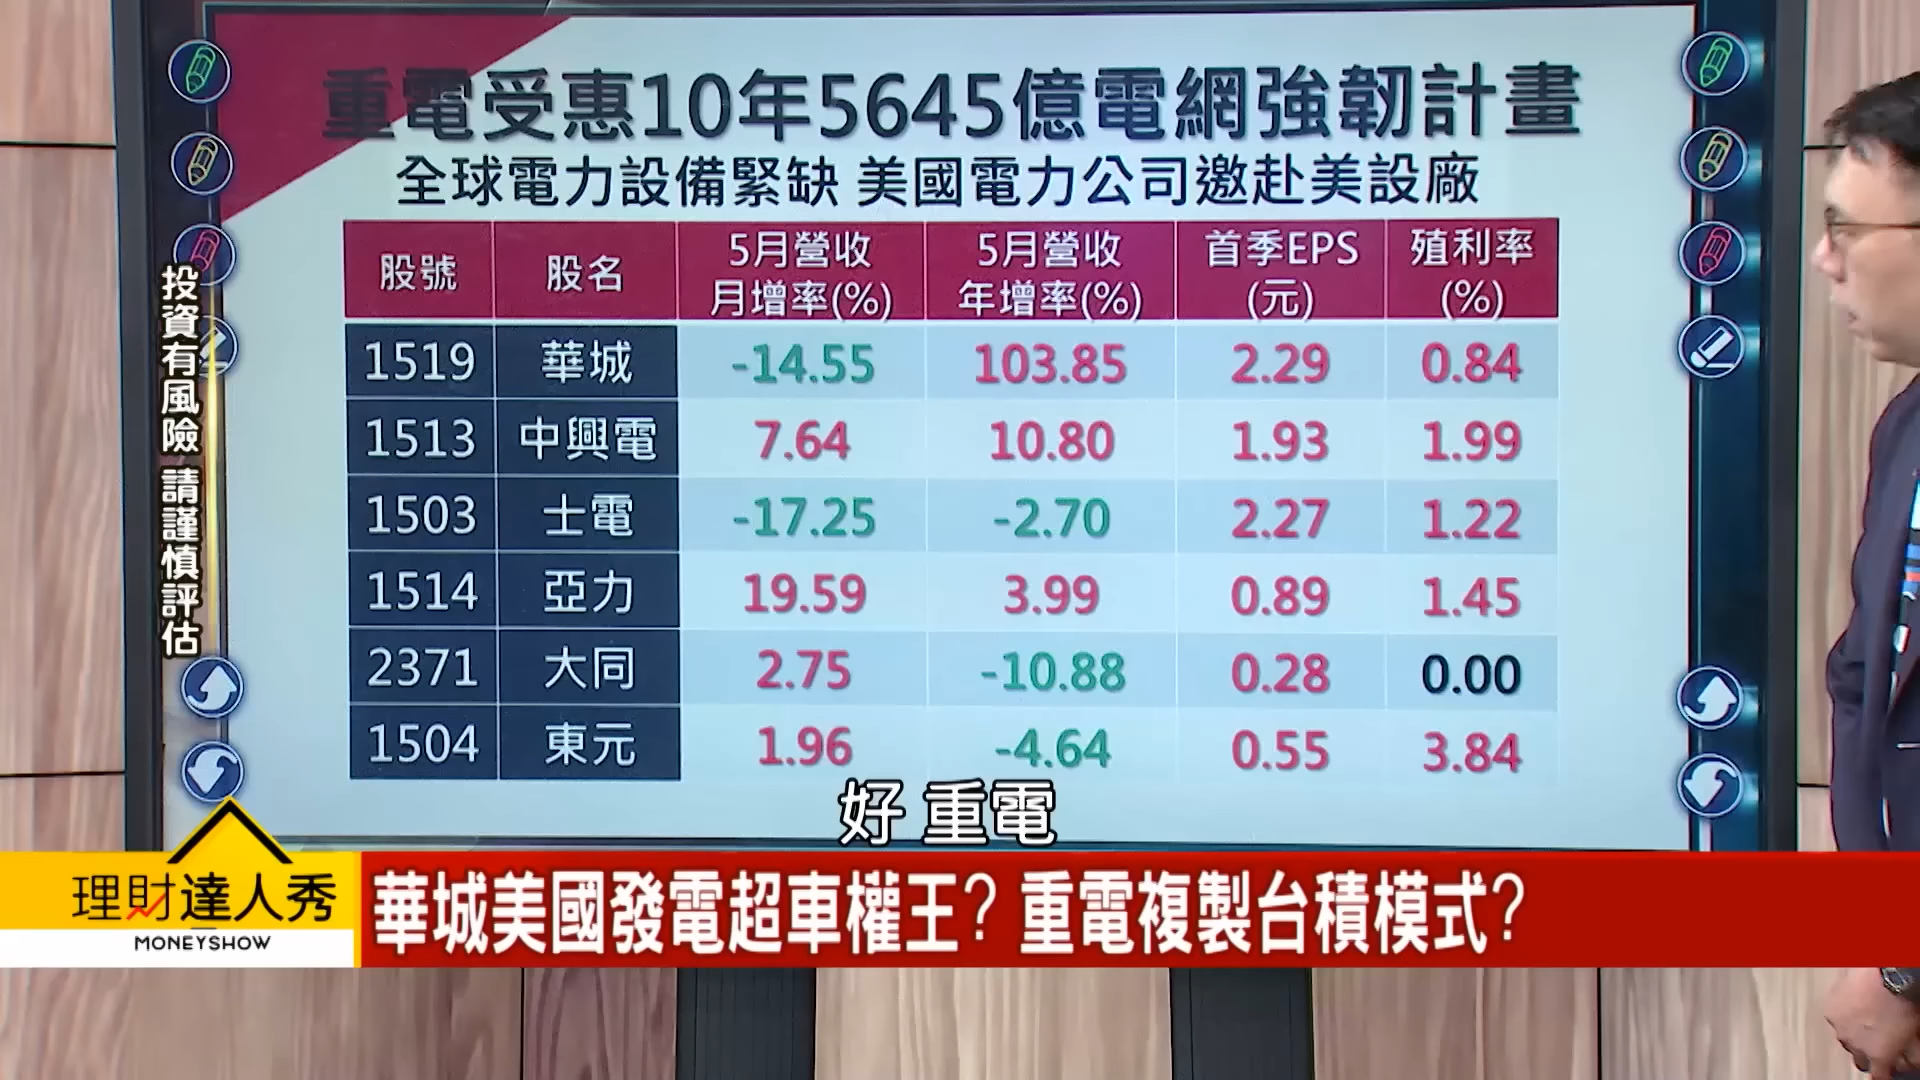 重電受惠10年5645億電網強韌計畫
全球電力設備緊缺 美國電力公司邀赴美設廠
股號 股名 5月營收月增率(%) 5月營收年增率(%) 首季EPS(元) 殖利率(%)
1519 華城 -14.55 103.85 2.29 0.84
1513 中興電 7.64 10.80 1.93 1.99
1503 士電 -17.25 -2.70 2.27 1.22
1514 亞力 19.59 3.99 0.89 1.45
2371 大同 2.75 -10.88 0.28 0.00
1504 東元 1.96 -4.64 0.55 3.84
投資有風險 請謹慎評估
好 重電
理財達人秀
MONEYSHOW
華城美國發電超車權王? 重電複製台積模式?